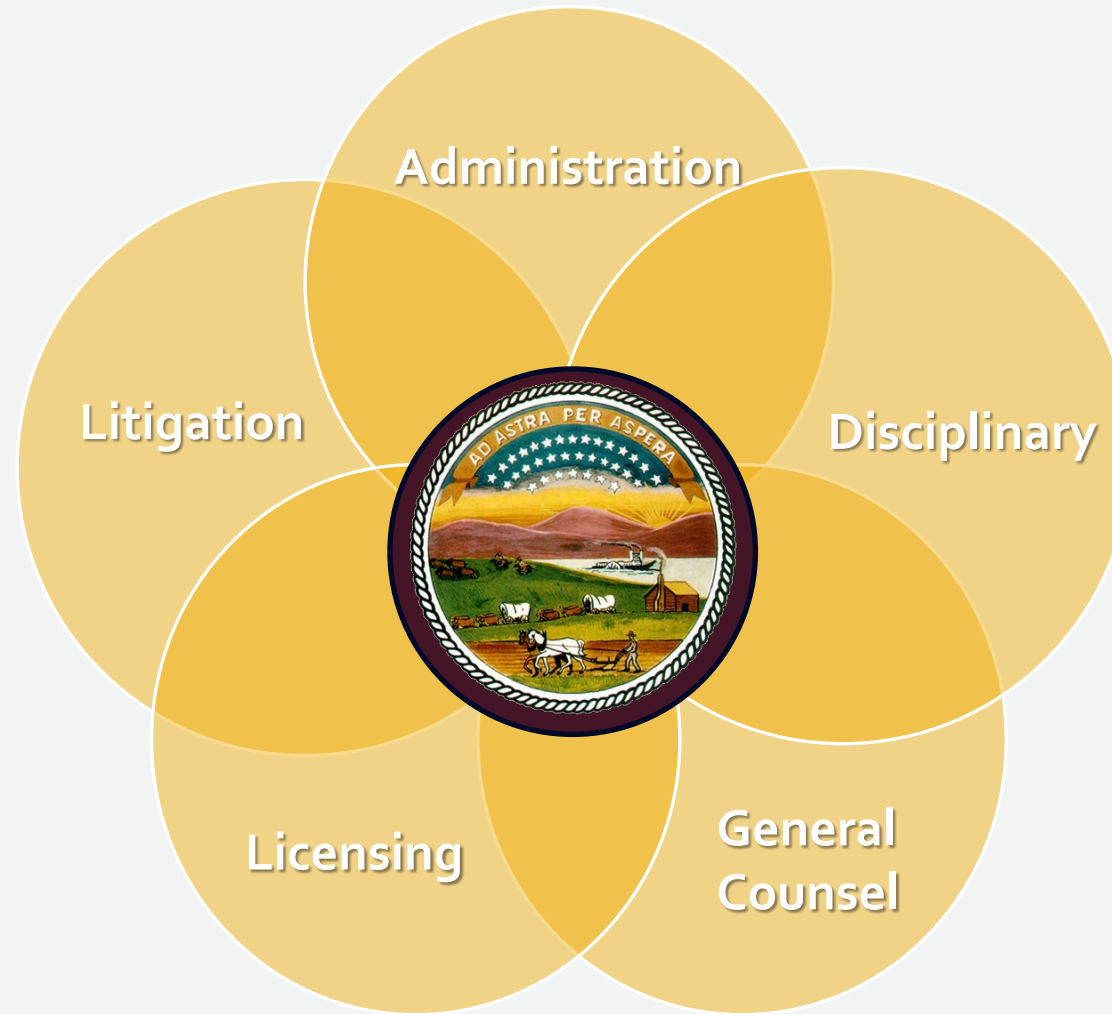 Administration
Litigation
Disciplinary
AD ASTRA PER ASPERA
Licensing
General
Counsel